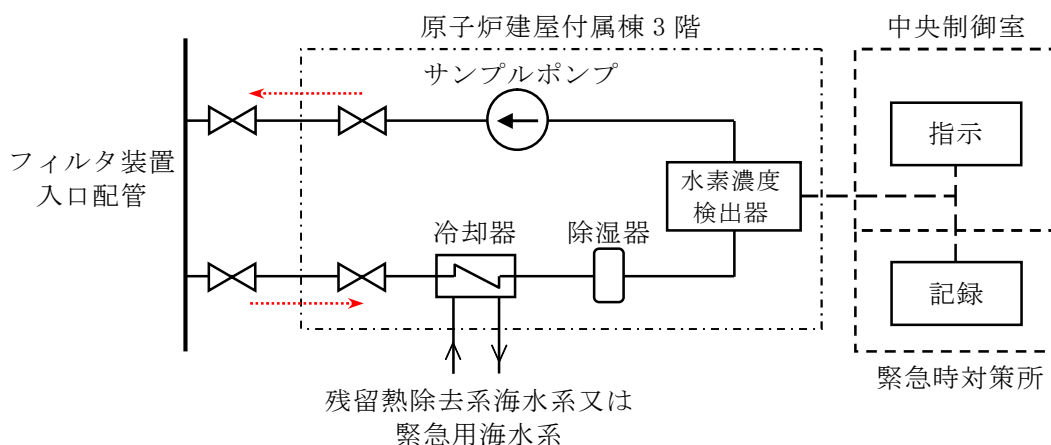 原子炉建屋付属棟3階
中央制御室
サンプルポンプ
指示
フィルタ装置
入口配管
水素濃度
検出器
冷却器
除湿器
記録
緊急時対策所
残留熱除去系海水系又は
緊急用海水系